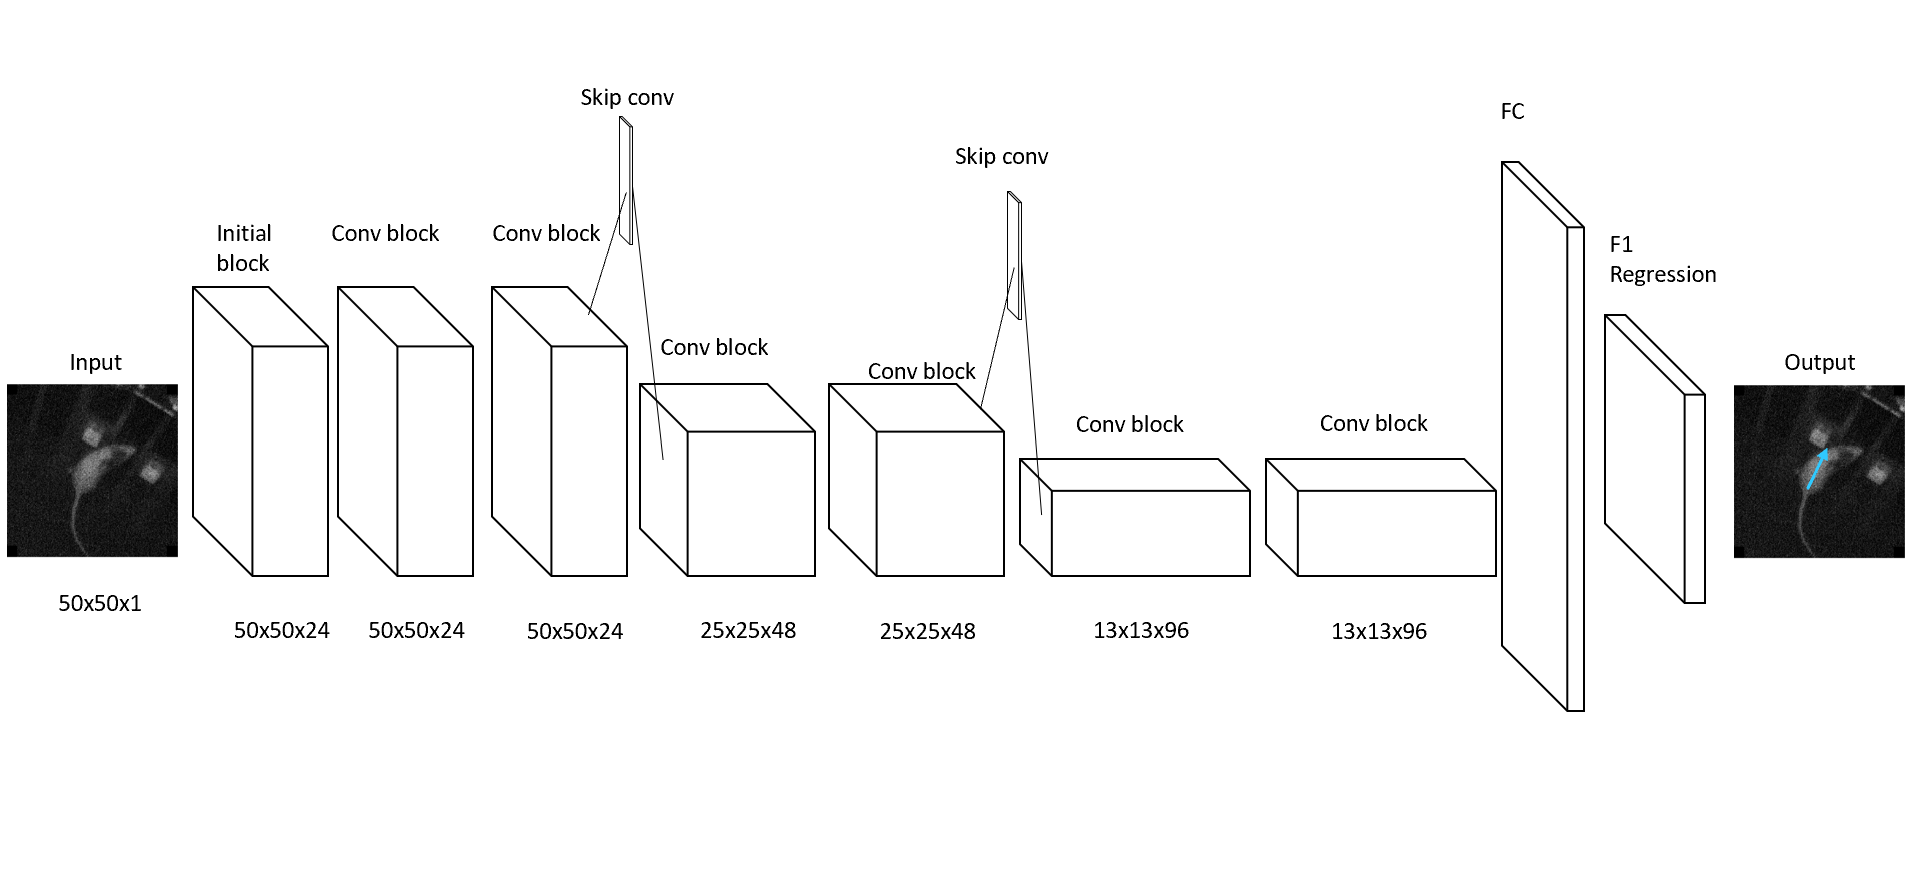 Skip conv
FC
Skip conv
Initial
block
Conv block
Conv block
F1
Regression
Conv block
Input
Conv block
Output
Conv block
Conv block
50x50x1
50x50x24
50x50x24
50x50x24
25x25x48
25x25x48
13x13x96
13x13x96